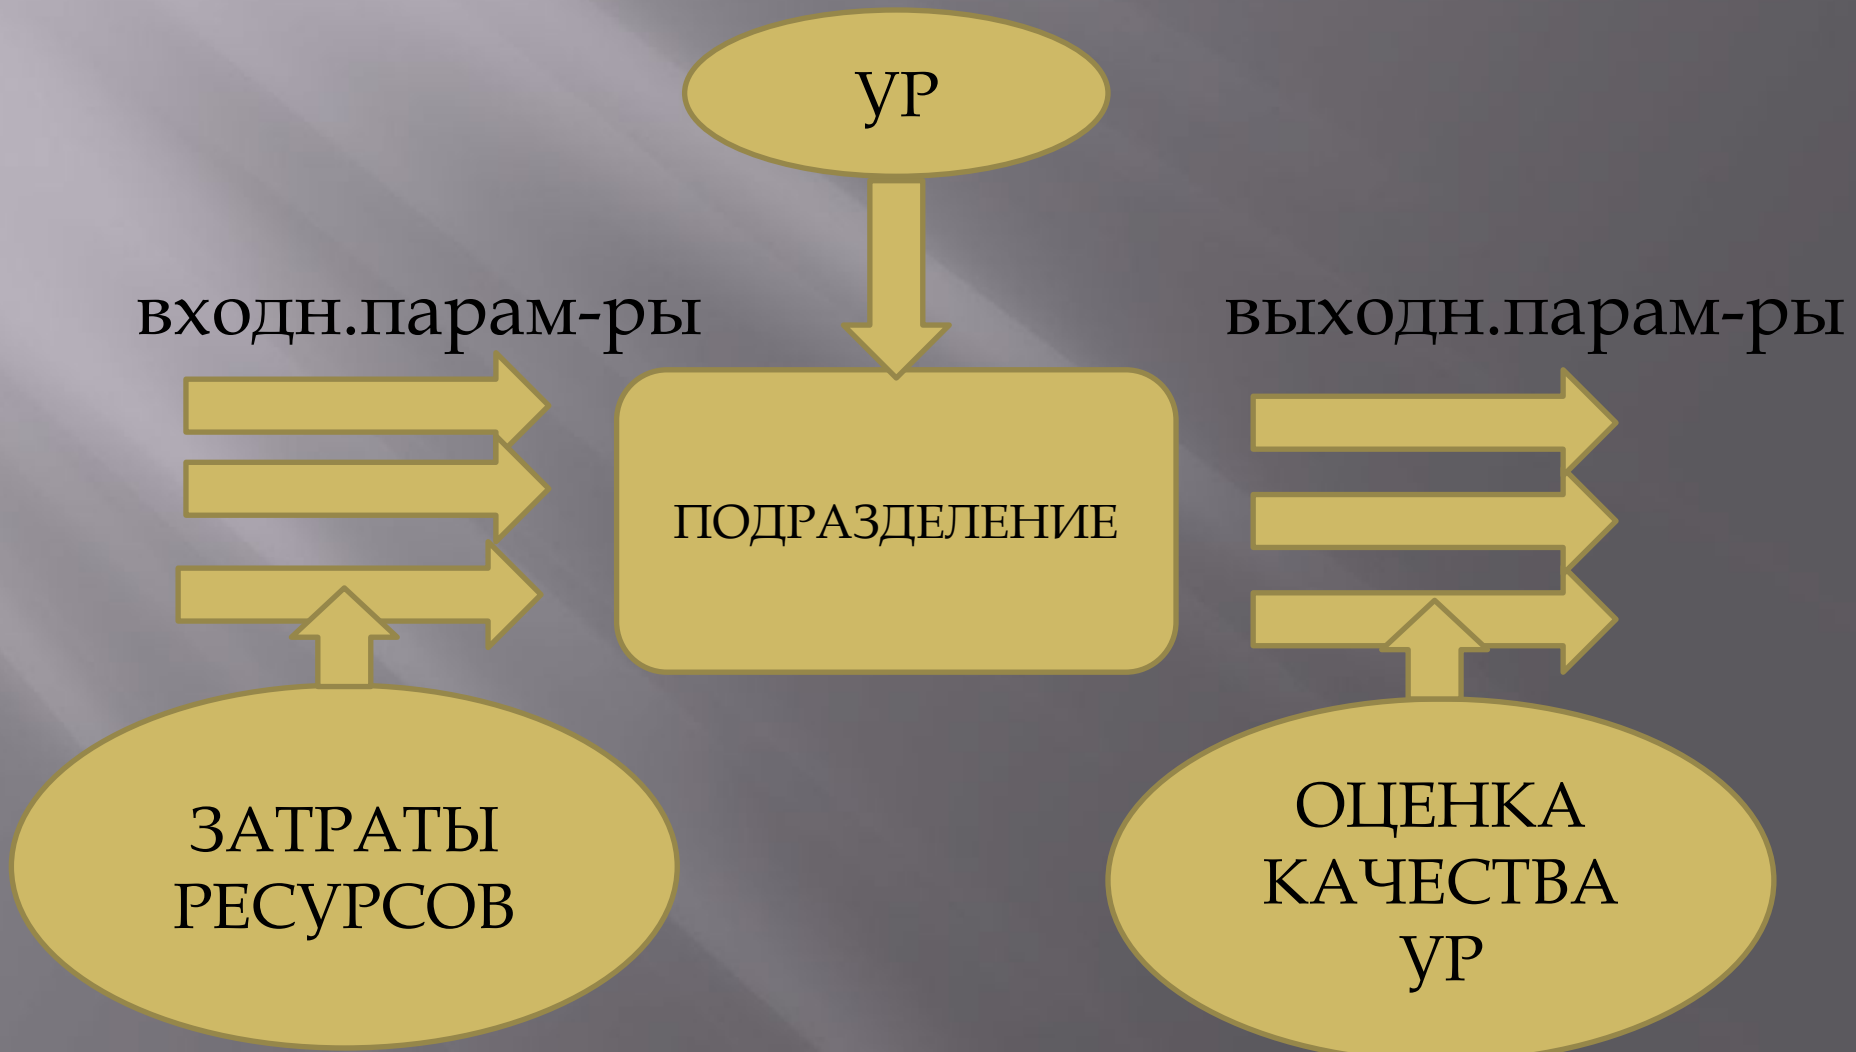 УР
входн.парам-ры
выходн.парам-ры
ПОДРАЗДЕЛЕНИЕ
ЗАТРАТЫ
РЕСУРСОВ
ОЦЕНКА
КАЧЕСТВА
УР